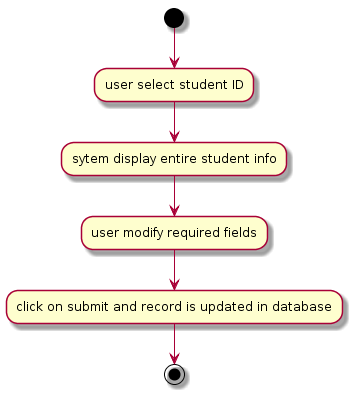 user select student ID
sytem display entire student info
user modify required fields
click on submit and record is updated in database